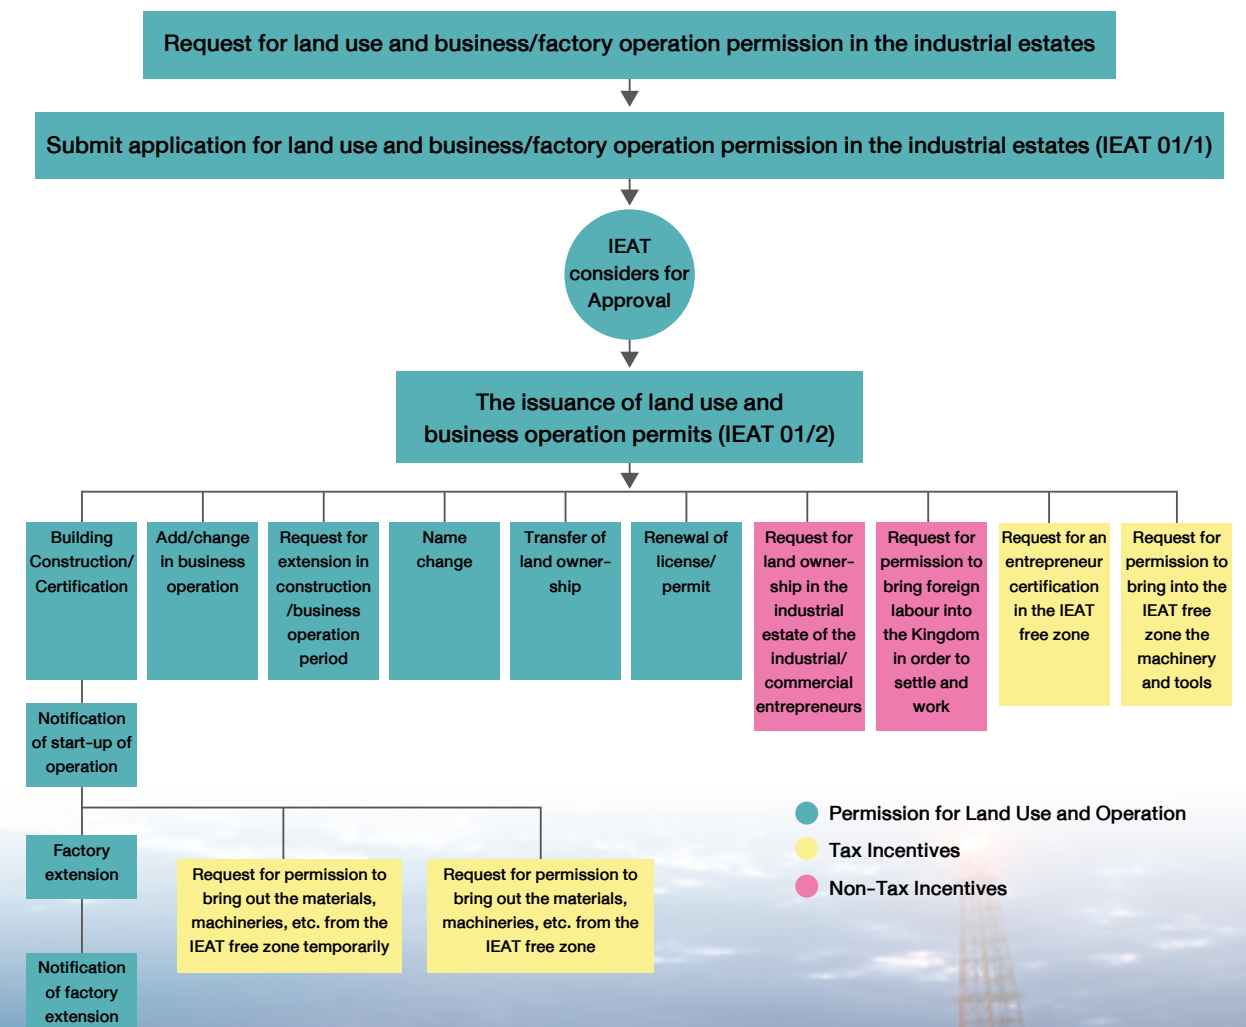 Request for land use and business/factory operation permission in the industrial estates
Submit application for land use and business/factory operation permission in the industrial estates (IEAT 01/1)
IEAT
considers for
Approval
The issuance of land use and
business operation permits (IEAT 01/2)
Building
Construction/
Certification
Add/change
in business
operation
Request for
extension in
construction
/business
operation
period
Name
change
Transfer of
land owner-
ship
Renewal of
license/
permit
Request for
land owner-
ship in the
industrial
estate of the
industrial/
commercial
entrepreneurs
Request for
permission to
bring foreign
labour into
the Kingdom
in order to
settle and
work
Request for an
entrepreneur
certification
in the IEAT
free zone
Request for
permission to
bring into the
IEAT free
zone the
machinery
and tools
Notification
of start-up of
operation
Factory
extension
Request for permission to
bring out the materials,
machineries, etc. from the
IEAT free zone temporarily
Request for permission to
bring out the materials,
machineries, etc. from the
IEAT free zone
Notification
of factory
extension
Permission for Land Use and Operation
Tax Incentives
Non-Tax Incentives